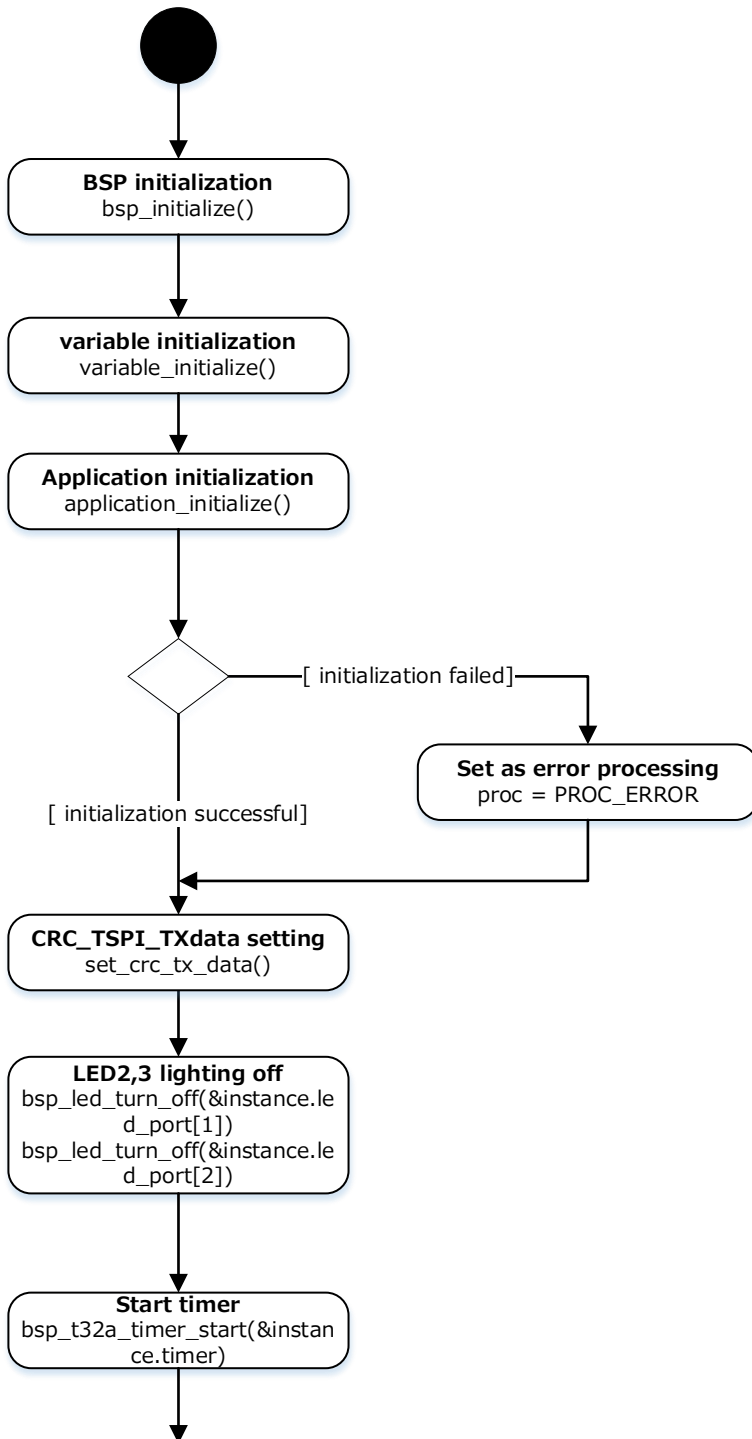 BSP initialization
bsp_initialize()
variable initialization
variable_initialize()
Application initialization
application_initialize()
[ initialization failed]
Set as error processing
proc = PROC_ERROR
[ initialization successful]
CRC_TSPI_TXdata setting
set_crc_tx_data()
LED2,3 lighting off
bsp_led_turn_off(&instance.le
d_port[1])
bsp_led_turn_off(&instance.le
d_port[2])
Start timer
bsp_t32a_timer_start(&instan
ce.timer)